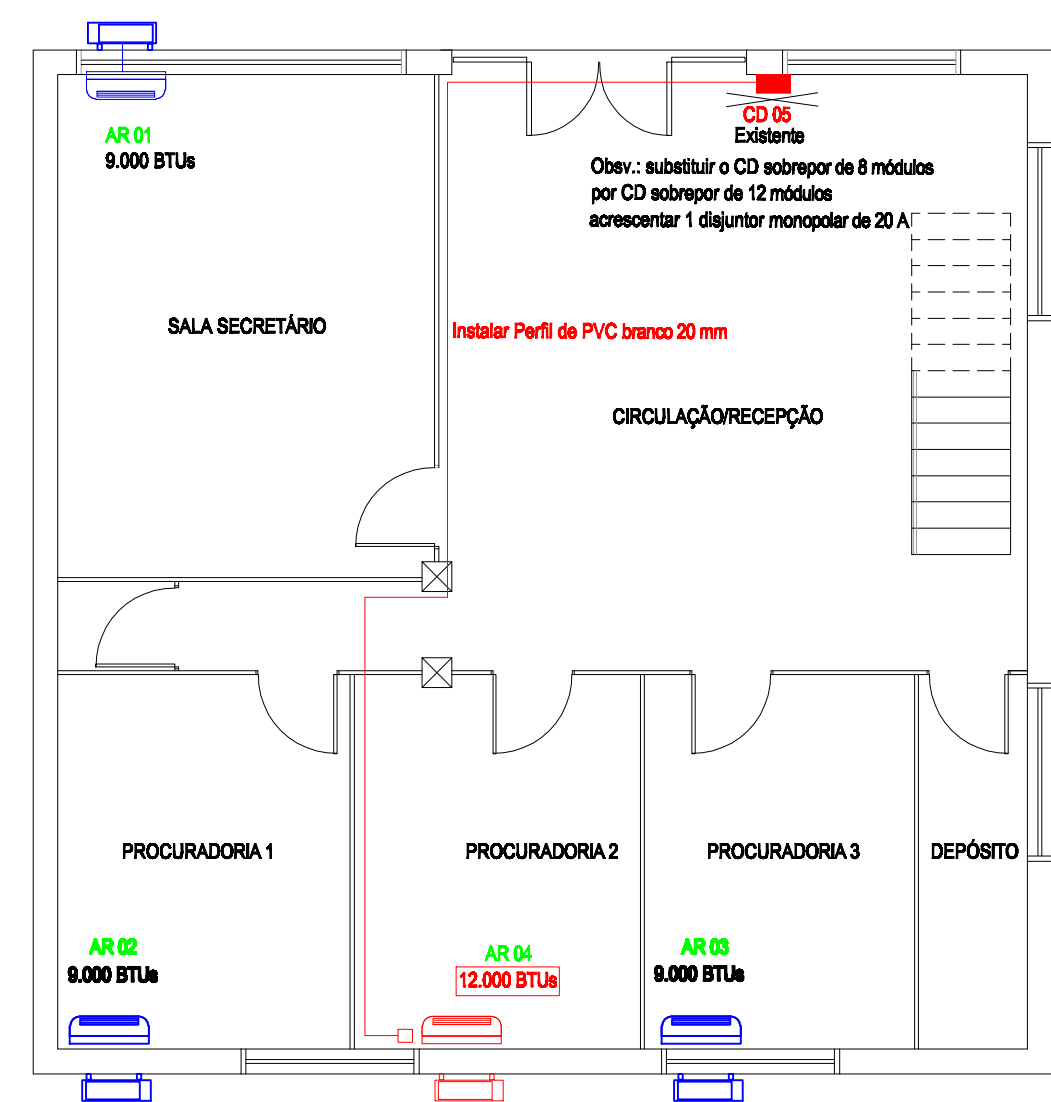 AR 01
9.000 BTUs
CD 05
Existente
Obsv.: substituir o CD sobrepor de 8 módulos
por CD sobrepor de 12 módulos
acrescentar 1 disjuntor monopolar de 20 A
SALA SECRETÁRIO
Instalar Perfil de PVC branco 20 mm
CIRCULAÇÃO/RECEPÇÃO
PROCURADORIA 1
PROCURADORIA 2
PROCURADORIA 3
DEPÓSITO
AR 02
9.000 BTUs
AR 04
12.000 BTUs
AR 03
9.000 BTUs